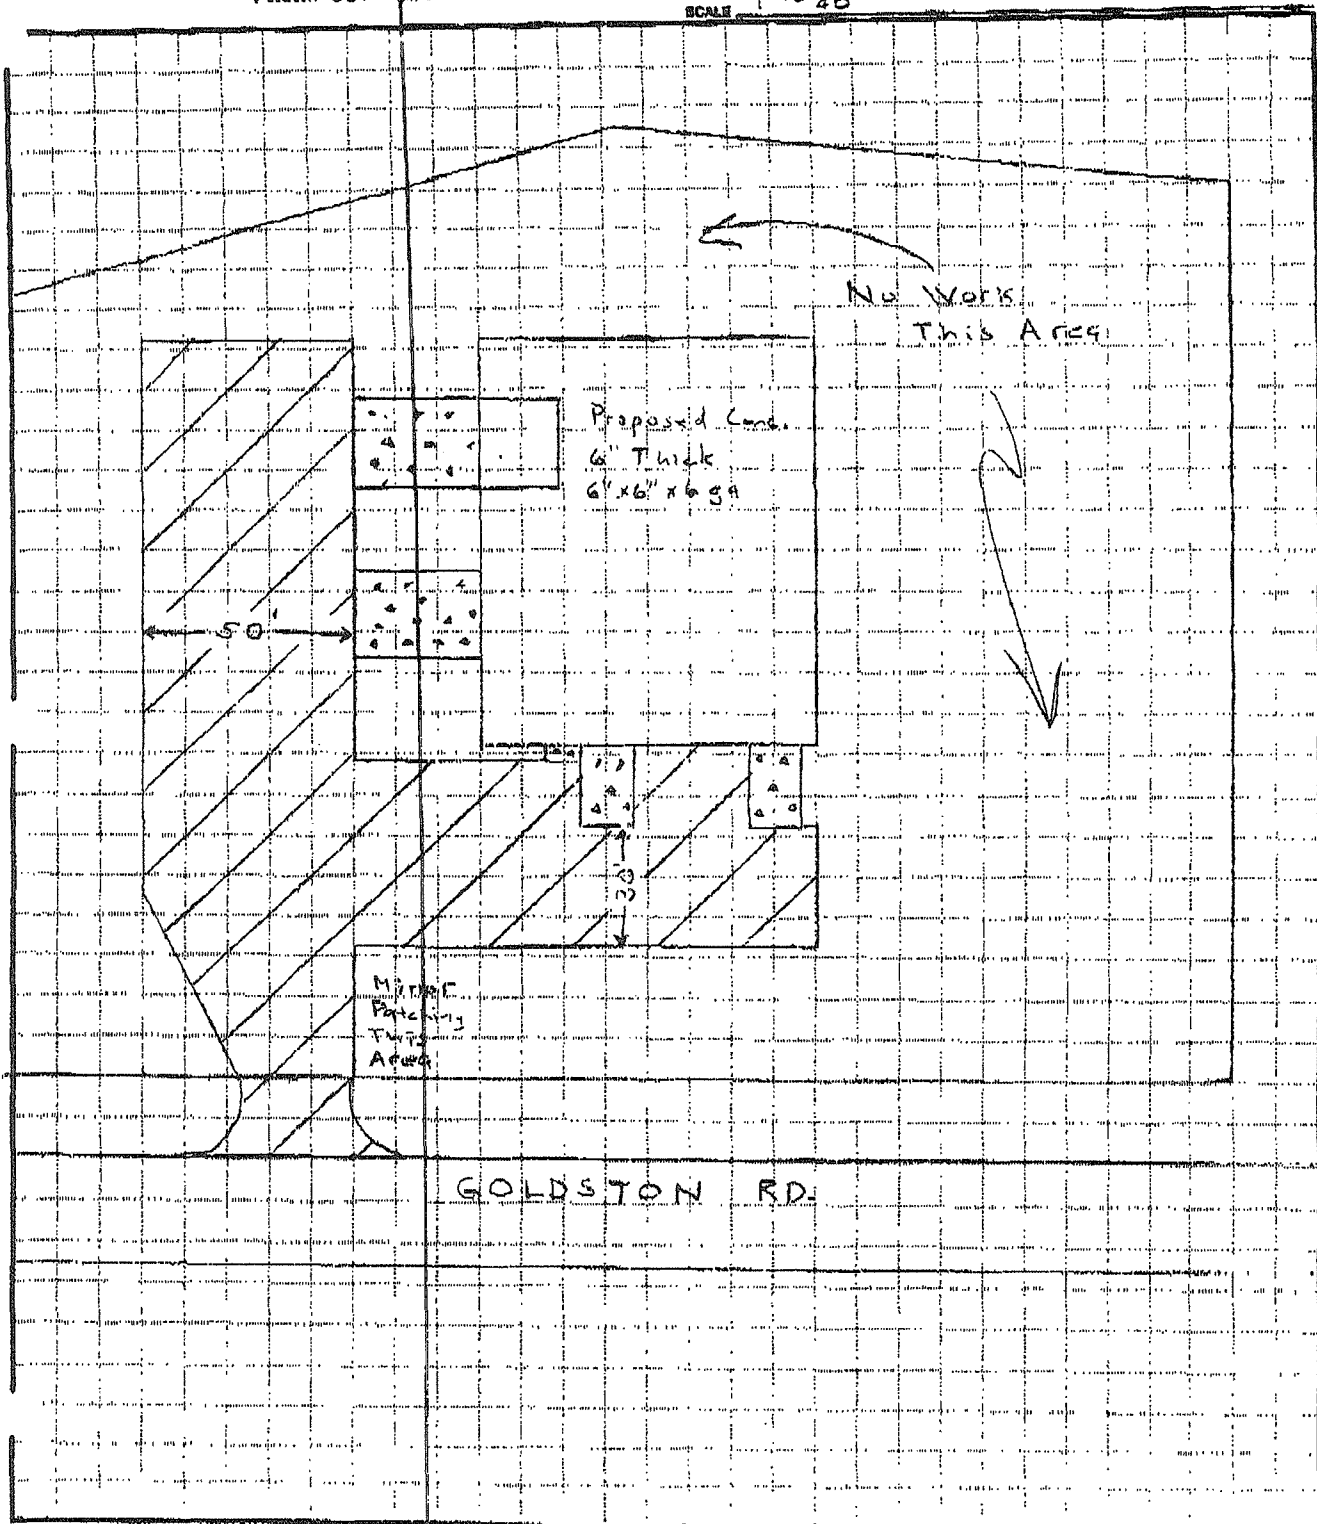 SCALE
No Work
This Area
Proposed Conc.
6" Thick
6" x 6" x 6 ga
50'
30'
Minor
Patching
This
Area
GOLDSTON RD.